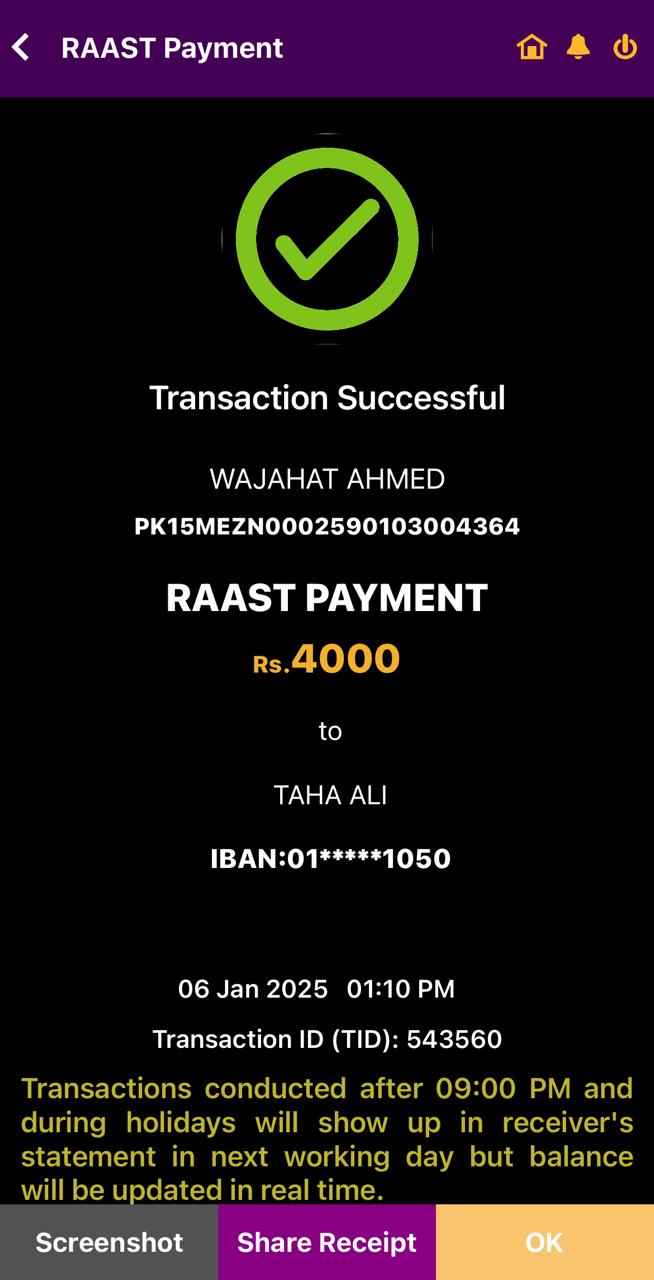 RAAST Payment
Transaction Successful
WAJAHAT AHMED
PK15MEZN0002590103004364
RAAST PAYMENT
Rs.4000
to
TAHA ALI
IBAN:01*****1050
06 Jan 2025 01:10 PM
Transaction ID (TID): 543560
Transactions conducted after 09:00 PM and
during holidays will show up in receiver's
statement in next working day but balance
will be updated in real time.
Screenshot Share Receipt OK